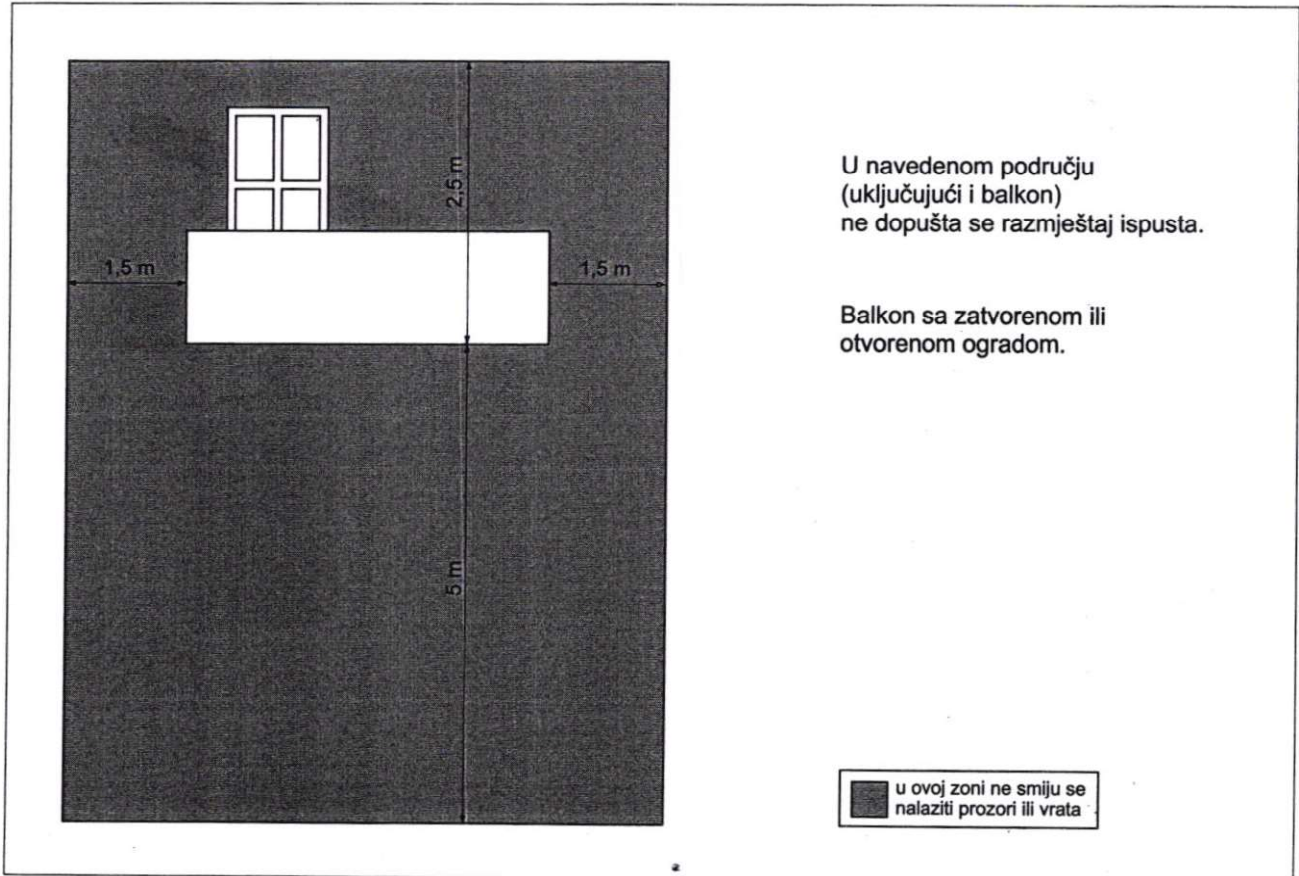 2,5 m
1,5 m
1,5 m
5 m
U navedenom području
(uključujući i balkon)
ne dopušta se razmještaj ispusta.
Balkon sa zatvorenom ili
otvorenom ogradom.
u ovoj zoni ne smiju se
nalaziti prozori ili vrata